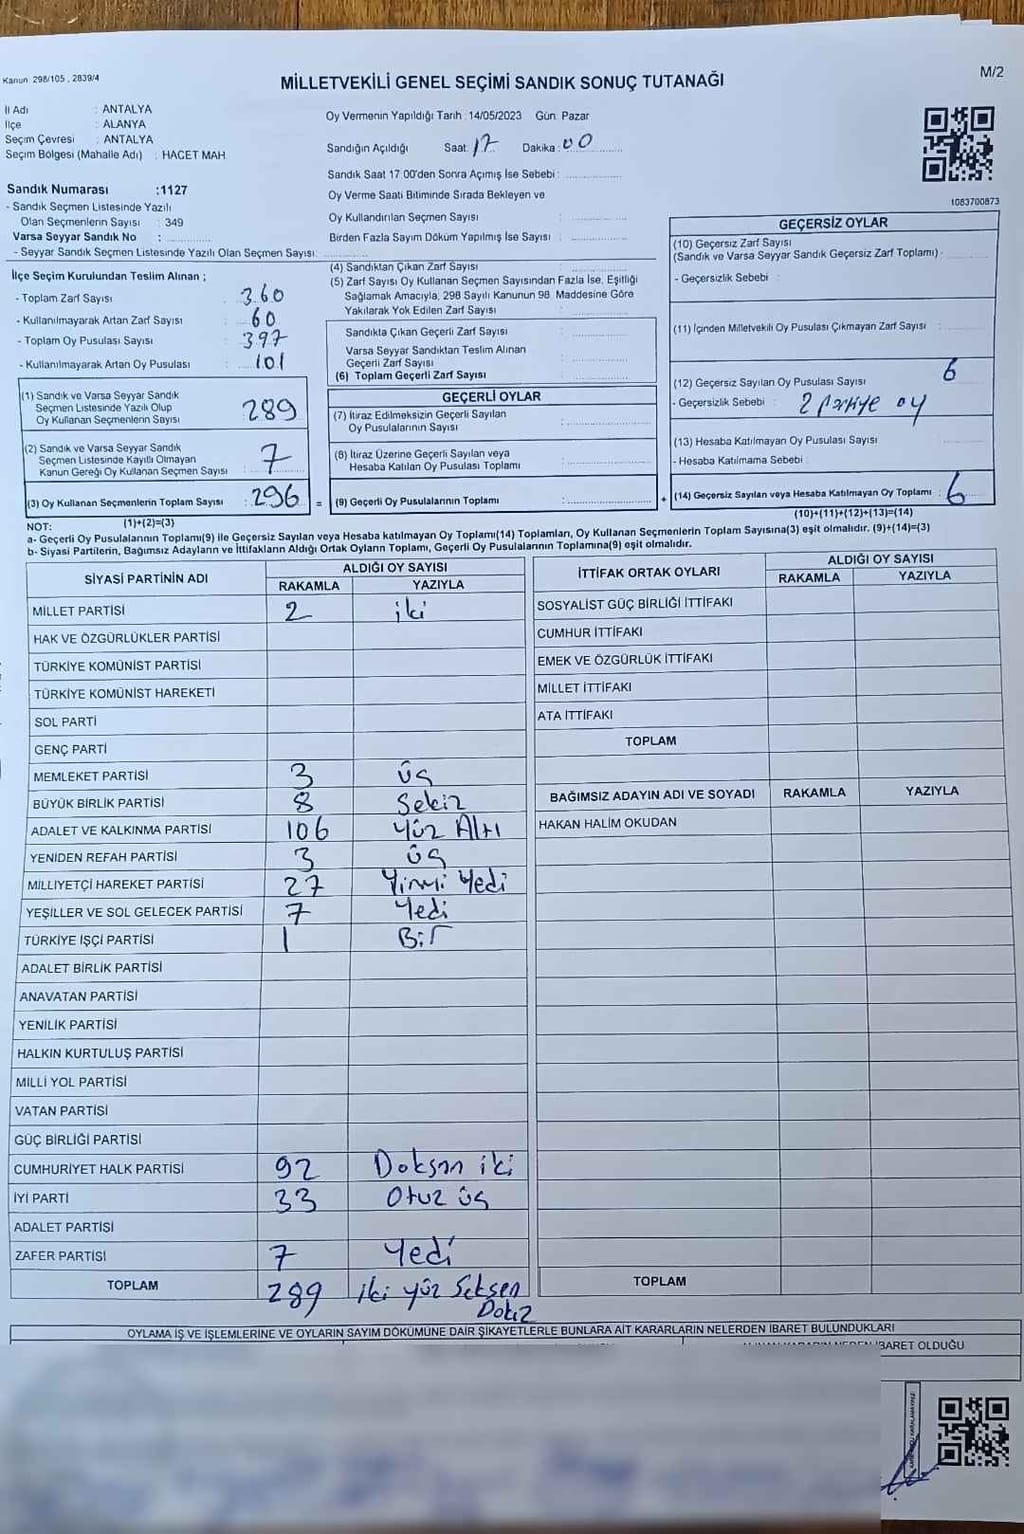 Kanun 298/105 , 2839/4
MİLLETVEKİLİ GENEL SEÇİMİ SANDIK SONUÇ TUTANAĞI
M/2
İl Adı : ANTALYA
İlçe : ALANYA
Seçim Çevresi : ANTALYA
Seçim Bölgesi (Mahalle Adı) : HACET MAH
Sandık Numarası :1127
- Sandık Seçmen Listesinde Yazılı
Olan Seçmenlerin Sayısı : 349
Varsa Seyyar Sandık No :
- Seyyar Sandık Seçmen Listesinde Yazılı Olan Seçmen Sayısı:
Oy Vermenin Yapıldığı Tarih :14/05/2023 Gün: Pazar
Sandığın Açıldığı Saat: 17 Dakika : 00
Sandık Saat 17.00'den Sonra Açımış İse Sebebi :
Oy Verme Saati Bitiminde Sırada Bekleyen ve
Oy Kullandırılan Seçmen Sayısı :
Birden Fazla Sayım Döküm Yapılmış İse Sayısı :
1083700873
İlçe Seçim Kurulundan Teslim Alınan ;
- Toplam Zarf Sayısı : 360
- Kullanılmayarak Artan Zarf Sayısı : 60
- Toplam Oy Pusulası Sayısı : 397
- Kullanılmayarak Artan Oy Pusulası : 101
(1) Sandık ve Varsa Seyyar Sandık
Seçmen Listesinde Yazılı Olup
Oy Kullanan Seçmenlerin Sayısı : 289
(2) Sandık ve Varsa Seyyar Sandık
Seçmen Listesinde Kayıtlı Olmayan
Kanun Gereği Oy Kullanan Seçmen Sayısı : 7
(3) Oy Kullanan Seçmenlerin Toplam Sayısı : 296 =
(1)+(2)=(3)
(4) Sandıktan Çıkan Zarf Sayısı :
(5) Zarf Sayısı Oy Kullanan Seçmen Sayısından Fazla İse, Eşitliği
Sağlamak Amacıyla, 298 Sayılı Kanunun 98. Maddesine Göre
Yakılarak Yok Edilen Zarf Sayısı :
Sandıkta Çıkan Geçerli Zarf Sayısı :
Varsa Seyyar Sandıktan Teslim Alınan
Geçerli Zarf Sayısı :
(6) Toplam Geçerli Zarf Sayısı :
GEÇERLİ OYLAR
(7) İtiraz Edilmeksizin Geçerli Sayılan
Oy Pusulalarının Sayısı :
(8) İtiraz Üzerine Geçerli Sayılan veya
Hesaba Katılan Oy Pusulası Toplamı :
(9) Geçerli Oy Pusulalarının Toplamı : +
GEÇERSİZ OYLAR
(10) Geçersiz Zarf Sayısı
(Sandık ve Varsa Seyyar Sandık Geçersiz Zarf Toplamı) :
- Geçersizlik Sebebi :
(11) İçinden Milletvekili Oy Pusulası Çıkmayan Zarf Sayısı :
(12) Geçersiz Sayılan Oy Pusulası Sayısı : 6
- Geçersizlik Sebebi : 2 partiye oy
(13) Hesaba Katılmayan Oy Pusulası Sayısı :
- Hesaba Katılmama Sebebi :
(14) Geçersiz Sayılan veya Hesaba Katılmayan Oy Toplamı : 6
(10)+(11)+(12)+(13)=(14)
NOT:
a- Geçerli Oy Pusulalarının Toplamı(9) ile Geçersiz Sayılan veya Hesaba katılmayan Oy Toplamı(14) Toplamları, Oy Kullanan Seçmenlerin Toplam Sayısına(3) eşit olmalıdır. (9)+(14)=(3)
b- Siyasi Partilerin, Bağımsız Adayların ve İttifakların Aldığı Ortak Oyların Toplamı, Geçerli Oy Pusulalarının Toplamına(9) eşit olmalıdır.
SİYASİ PARTİNİN ADI ALDIĞI OY SAYISI
RAKAMLA YAZIYLA
MİLLET PARTİSİ 2 iki
HAK VE ÖZGÜRLÜKLER PARTİSİ
TÜRKİYE KOMÜNİST PARTİSİ
TÜRKİYE KOMÜNİST HAREKETİ
SOL PARTİ
GENÇ PARTİ
MEMLEKET PARTİSİ 3 üç
BÜYÜK BİRLİK PARTİSİ 8 Sekiz
ADALET VE KALKINMA PARTİSİ 106 Yüz Altı
YENİDEN REFAH PARTİSİ 3 üç
MİLLİYETÇİ HAREKET PARTİSİ 27 Yirmi Yedi
YEŞİLLER VE SOL GELECEK PARTİSİ 7 Yedi
TÜRKİYE İŞÇİ PARTİSİ 1 Bir
ADALET BİRLİK PARTİSİ
ANAVATAN PARTİSİ
YENİLİK PARTİSİ
HALKIN KURTULUŞ PARTİSİ
MİLLİ YOL PARTİSİ
VATAN PARTİSİ
GÜÇ BİRLİĞİ PARTİSİ
CUMHURİYET HALK PARTİSİ 92 Doksan iki
İYİ PARTİ 33 Otuz üç
ADALET PARTİSİ
ZAFER PARTİSİ 7 Yedi
TOPLAM 289 iki yüz Seksen
Dokuz
İTTİFAK ORTAK OYLARI ALDIĞI OY SAYISI
RAKAMLA YAZIYLA
SOSYALİST GÜÇ BİRLİĞİ İTTİFAKI
CUMHUR İTTİFAKI
EMEK VE ÖZGÜRLÜK İTTİFAKI
MİLLET İTTİFAKI
ATA İTTİFAKI
TOPLAM
BAĞIMSIZ ADAYIN ADI VE SOYADI RAKAMLA YAZIYLA
HAKAN HALİM OKUDAN
TOPLAM
OYLAMA İŞ VE İŞLEMLERİNE VE OYLARIN SAYIM DÖKÜMÜNE DAİR ŞİKAYETLERLE BUNLARA AİT KARARLARIN NELERDEN İBARET BULUNDUKLARI
İBARET OLDUĞU